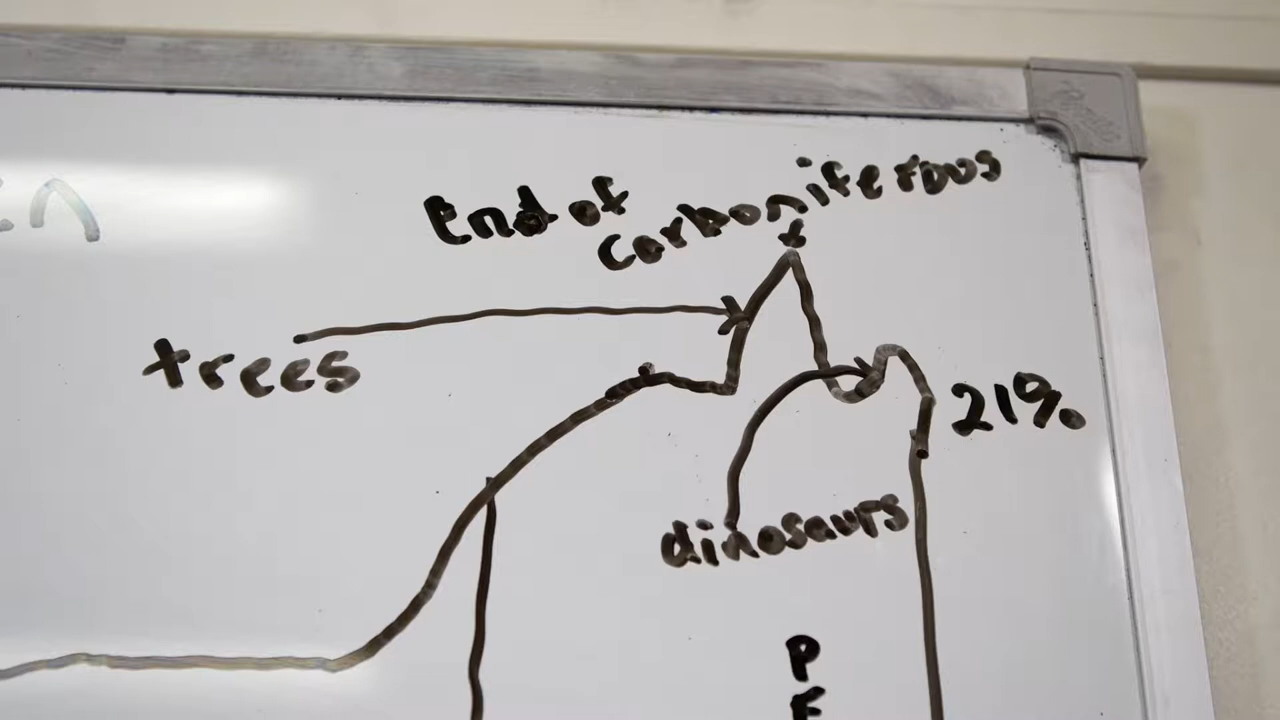 End of
Carboniferous
trees
21%
dinosaurs
P